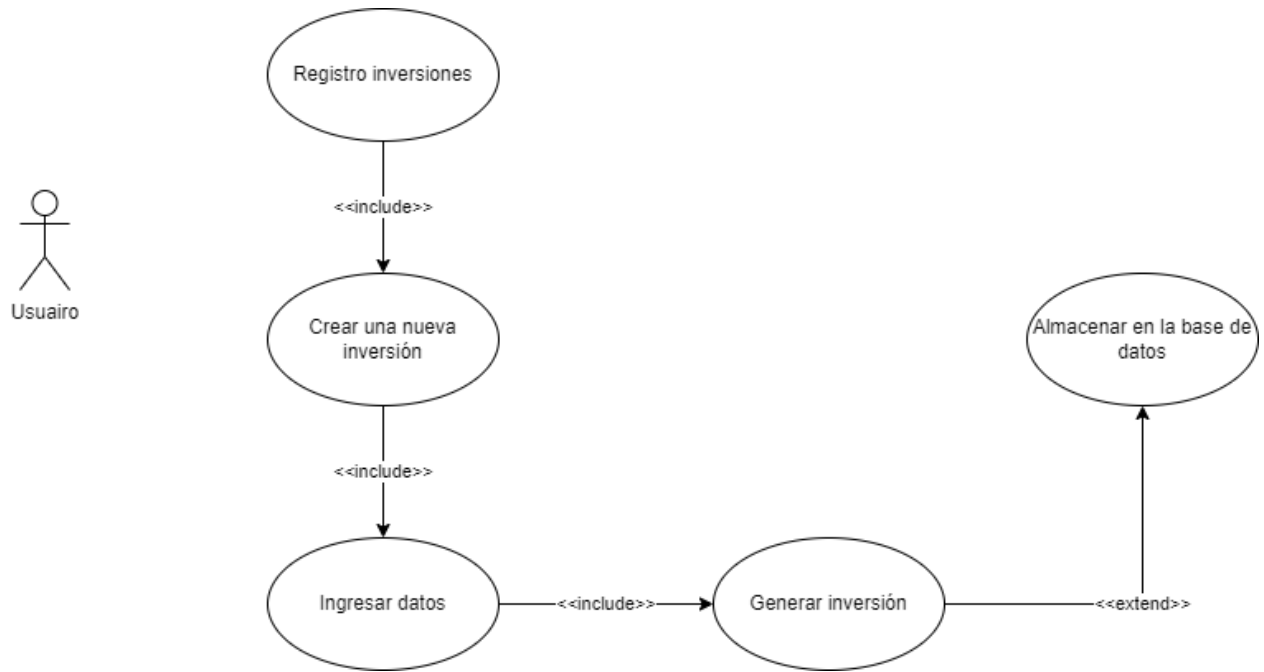 Registro inversiones
<<include>>
Usuairo
Crear una nueva
inversión
Almacenar en la base de
datos
<<include>>
Ingresar datos
<<include>>
Generar inversión
<<extend>>